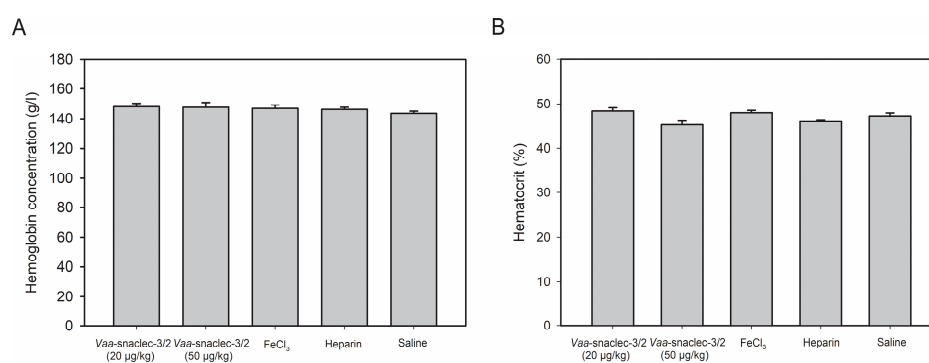 A
B
Hemoglobin concentration (g/l)
180
160
140
120
100
80
60
40
20
0
Vaa-snaclec-3/2
(20 µg/kg)
Vaa-snaclec-3/2
(50 µg/kg)
FeCl₃
Heparin
Saline
Hematocrit (%)
60
50
40
30
20
10
0
Vaa-snaclec-3/2
(20 µg/kg)
Vaa-snaclec-3/2
(50 µg/kg)
FeCl₃
Heparin
Saline